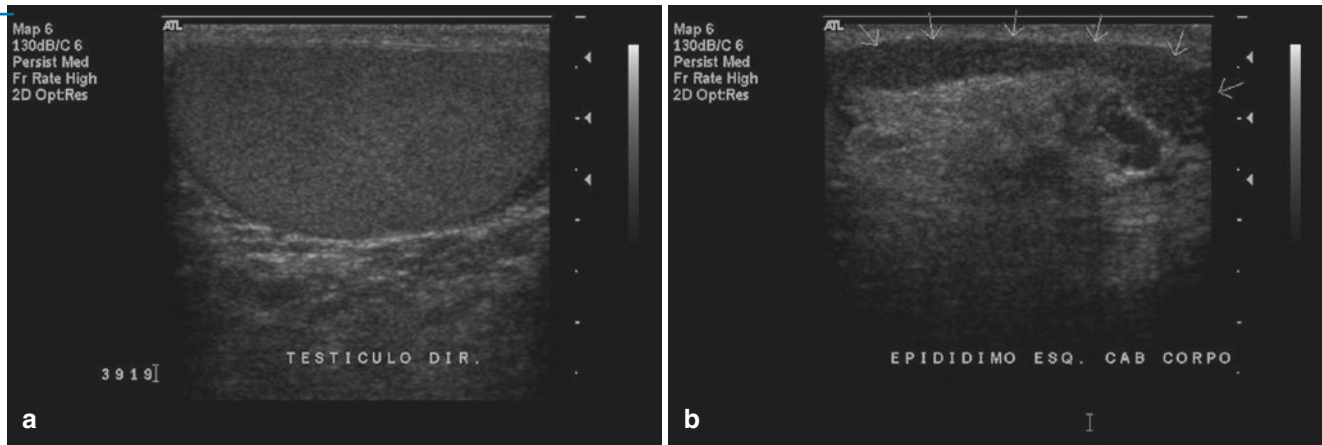 Map 6
130dB/C 6
Persist Med
Fr Rate High
2D Opt:Res
ATL
TESTICULO DIR.
3919
a
Map 6
130dB/C 6
Persist Med
Fr Rate High
2D Opt:Res
ATL
EPIDIDIMO ESQ. CAB CORPO
b